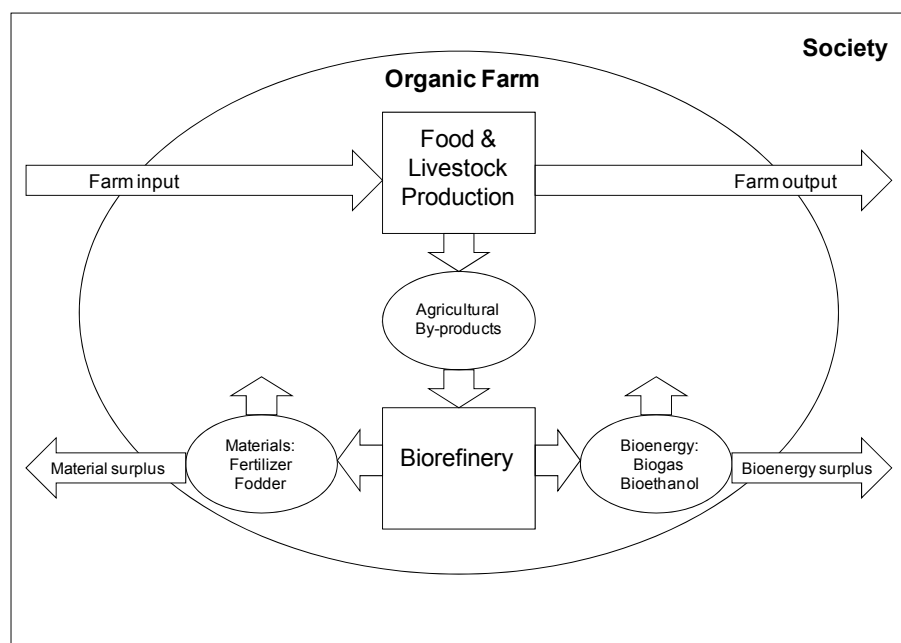 Society
Organic Farm
Food &
Livestock
Production
Farm input
Farm output
Agricultural
By-products
Materials:
Fertilizer
Fodder
Biorefinery
Bioenergy:
Biogas
Bioethanol
Material surplus
Bioenergy surplus